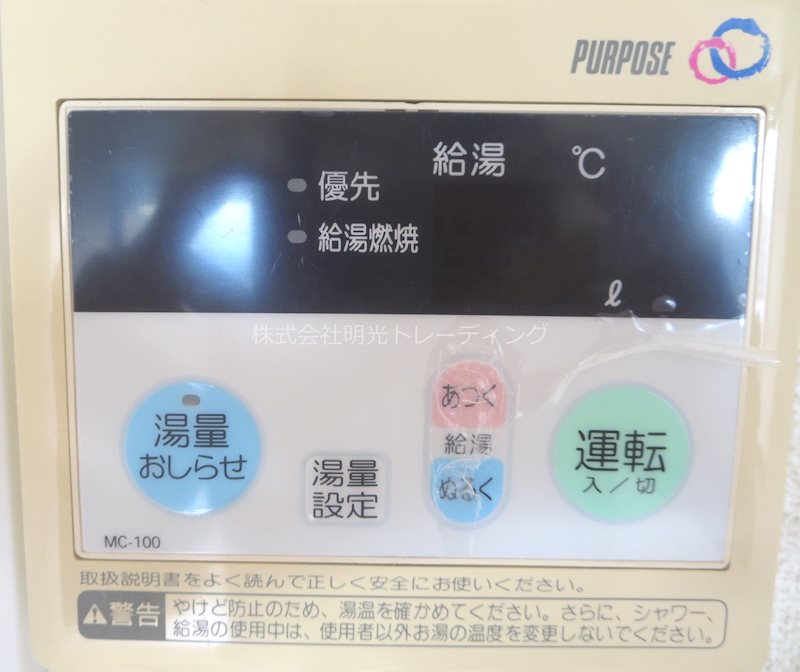 PURPOSE
給湯 ℃
優先
給湯燃焼
ℓ
株式会社明光トレーディング
湯量
おしらせ
湯量
設定
あつく
給湯
ぬるく
運転
入／切
MC-100
取扱説明書をよく読んで正しく安全にお使いください。
警告 やけど防止のため、湯温を確かめてください。さらに、シャワー、
給湯の使用中は、使用者以外お湯の温度を変更しないでください。